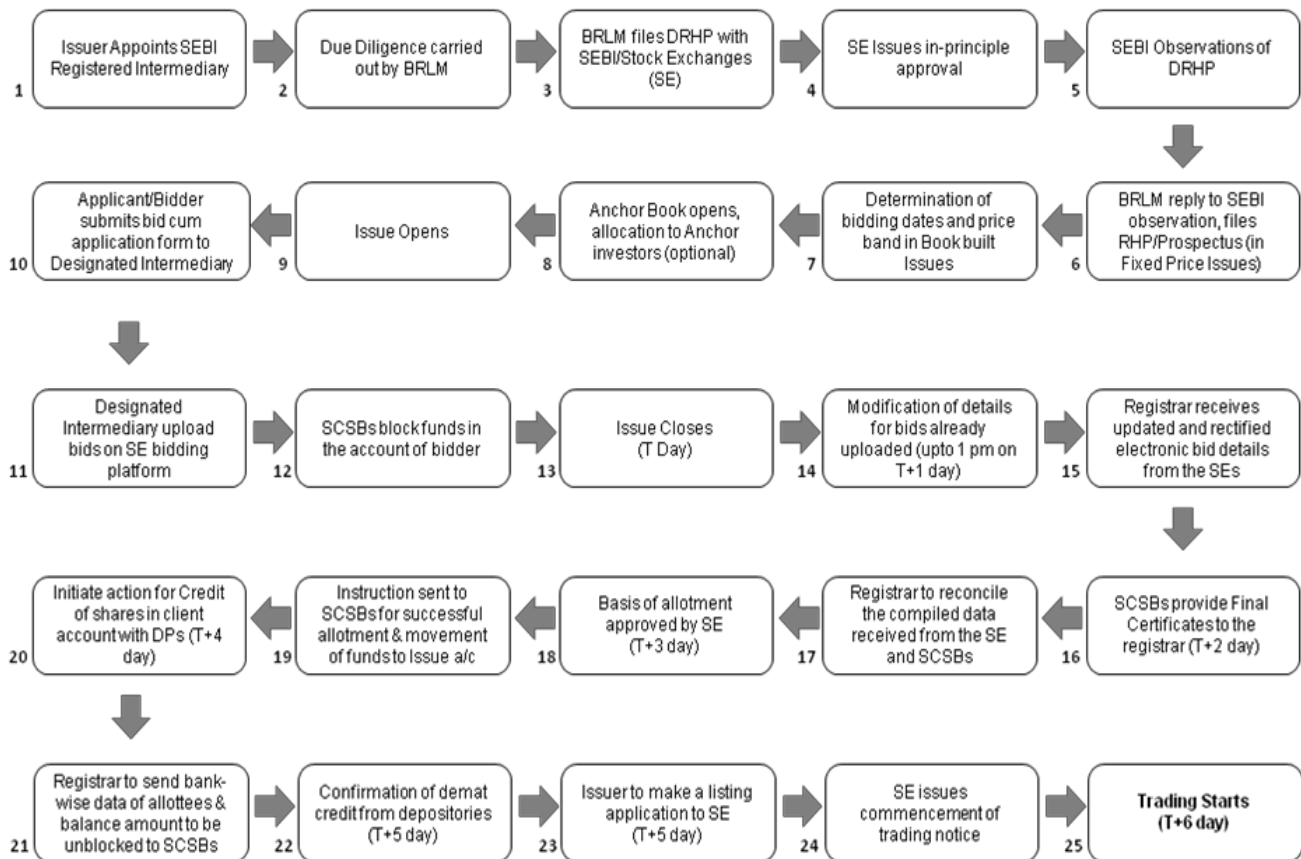 Issuer Appoints SEBI
Registered Intermediary
1
Due Diligence carried
out by BRLM
2
BRLM files DRHP with
SEBI/Stock Exchanges
(SE)
3
SE Issues in-principle
approval
4
SEBI Observations of
DRHP
5
BRLM reply to SEBI
observation, files
RHP/Prospectus (in
Fixed Price Issues)
6
Determination of
bidding dates and price
band in Book built
Issues
7
Anchor Book opens,
allocation to Anchor
investors (optional)
8
Issue Opens
9
Applicant/Bidder
submits bid cum
application form to
Designated Intermediary
10
Designated
Intermediary upload
bids on SE bidding
platform
11
SCSBs block funds in
the account of bidder
12
Issue Closes
(T Day)
13
Modification of details
for bids already
uploaded (upto 1 pm on
T+1 day)
14
Registrar receives
updated and rectified
electronic bid details
from the SEs
15
SCSBs provide Final
Certificates to the
registrar (T+2 day)
16
Registrar to reconcile
the compiled data
received from the SE
and SCSBs
17
Basis of allotment
approved by SE
(T+3 day)
18
Instruction sent to
SCSBs for successful
allotment & movement
of funds to Issue a/c
19
Initiate action for Credit
of shares in client
account with DPs (T+4
day)
20
Registrar to send bank-
wise data of allottees &
balance amount to be
unblocked to SCSBs
21
Confirmation of demat
credit from depositories
(T+5 day)
22
Issuer to make a listing
application to SE
(T+5 day)
23
SE issues
commencement of
trading notice
24
Trading Starts
(T+6 day)
25